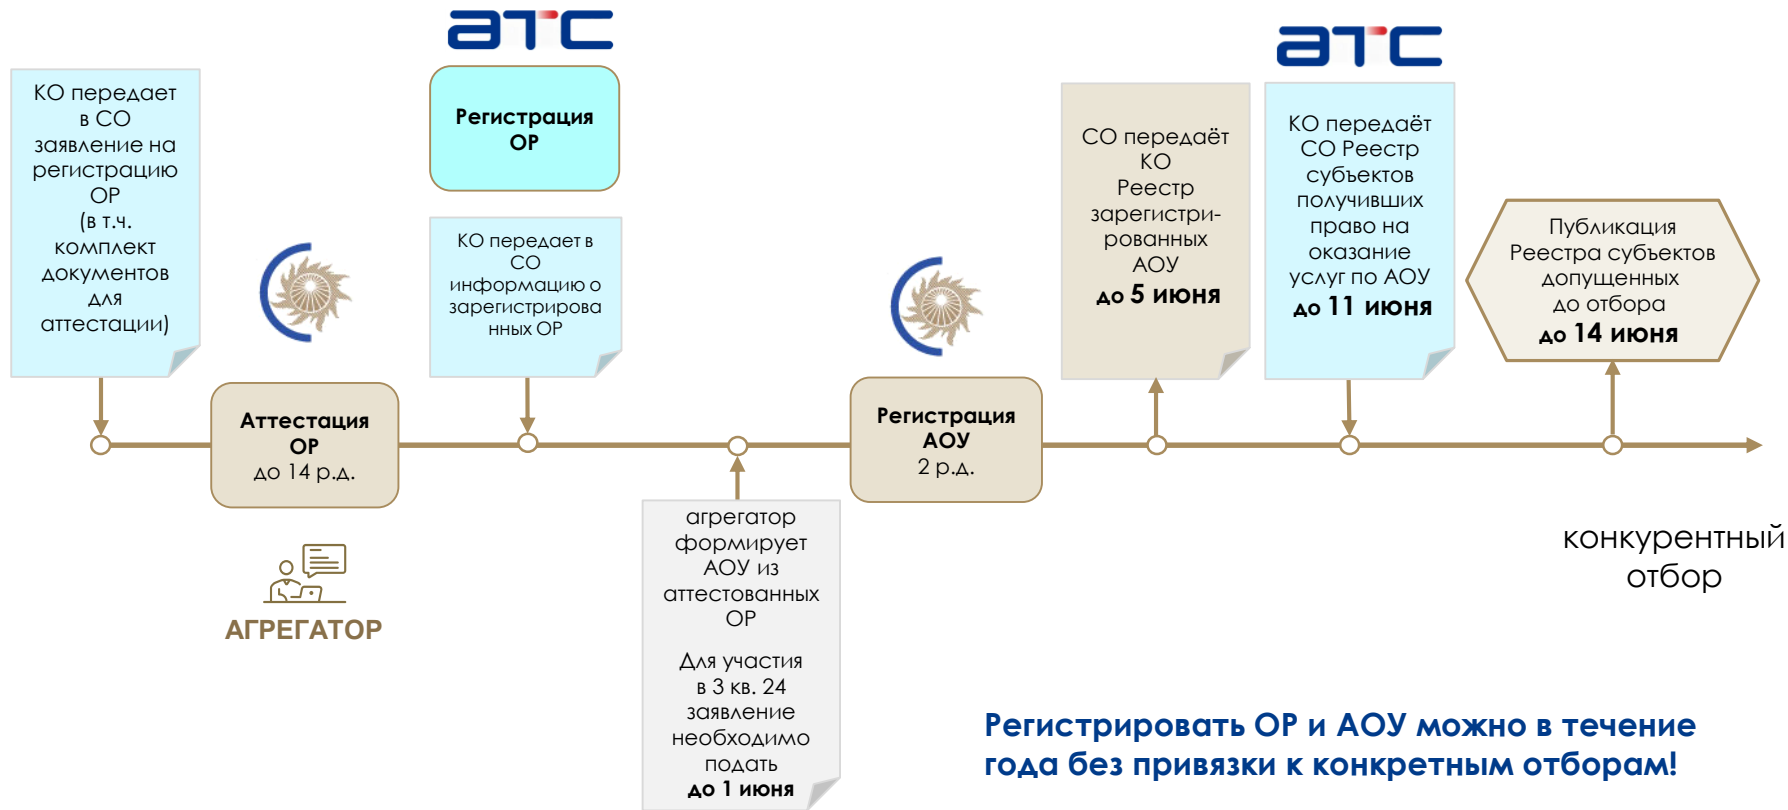 атс
атс
КО передает
в СО
заявление на
регистрацию
ОР
(в т.ч.
комплект
документов
для
аттестации)
Регистрация
ОР
КО передает в
СО
информацию о
зарегистрирова
нных ОР
СО передаёт
КО
Реестр
зарегистри-
рованных
АОУ
до 5 июня
КО передаёт
СО Реестр
субъектов
получивших
право на
оказание
услуг по АОУ
до 11 июня
Публикация
Реестра субъектов
допущенных
до отбора
до 14 июня
Аттестация
ОР
до 14 р.д.
Регистрация
АОУ
2 р.д.
АГРЕГАТОР
агрегатор
формирует
АОУ из
аттестованных
ОР
Для участия
в 3 кв. 24
заявление
необходимо
подать
до 1 июня
конкурентный
отбор
Регистрировать ОР и АОУ можно в течение
года без привязки к конкретным отборам!